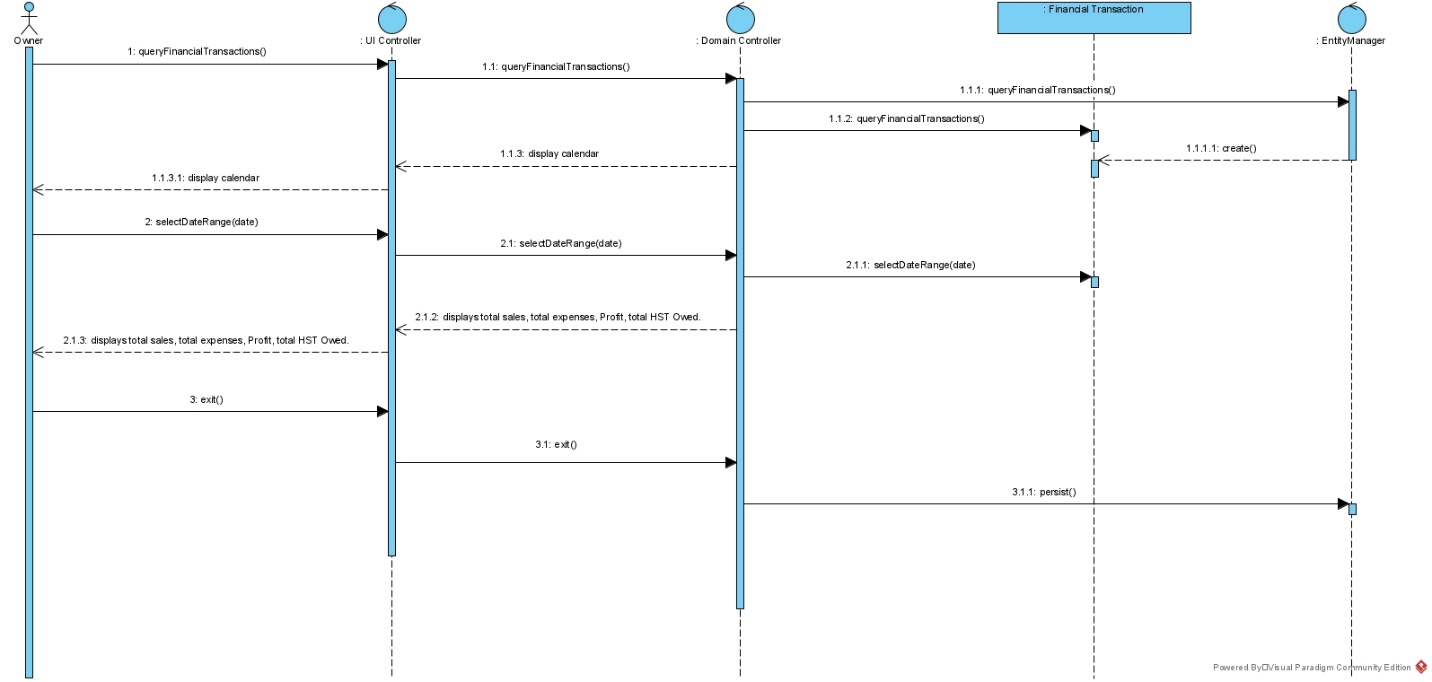 Owner
: UI Controller
: Domain Controller
: Financial Transaction
: EntityManager
1: queryFinancialTransactions()
1.1: queryFinancialTransactions()
1.1.1: queryFinancialTransactions()
1.1.2: queryFinancialTransactions()
1.1.1.1: create()
1.1.3: display calendar
1.1.3.1: display calendar
2: selectDateRange(date)
2.1: selectDateRange(date)
2.1.1: selectDateRange(date)
2.1.2: displays total sales, total expenses, Profit, total HST Owed.
2.1.3: displays total sales, total expenses, Profit, total HST Owed.
3: exit()
3.1: exit()
3.1.1: persist()
Powered By Visual Paradigm Community Edition